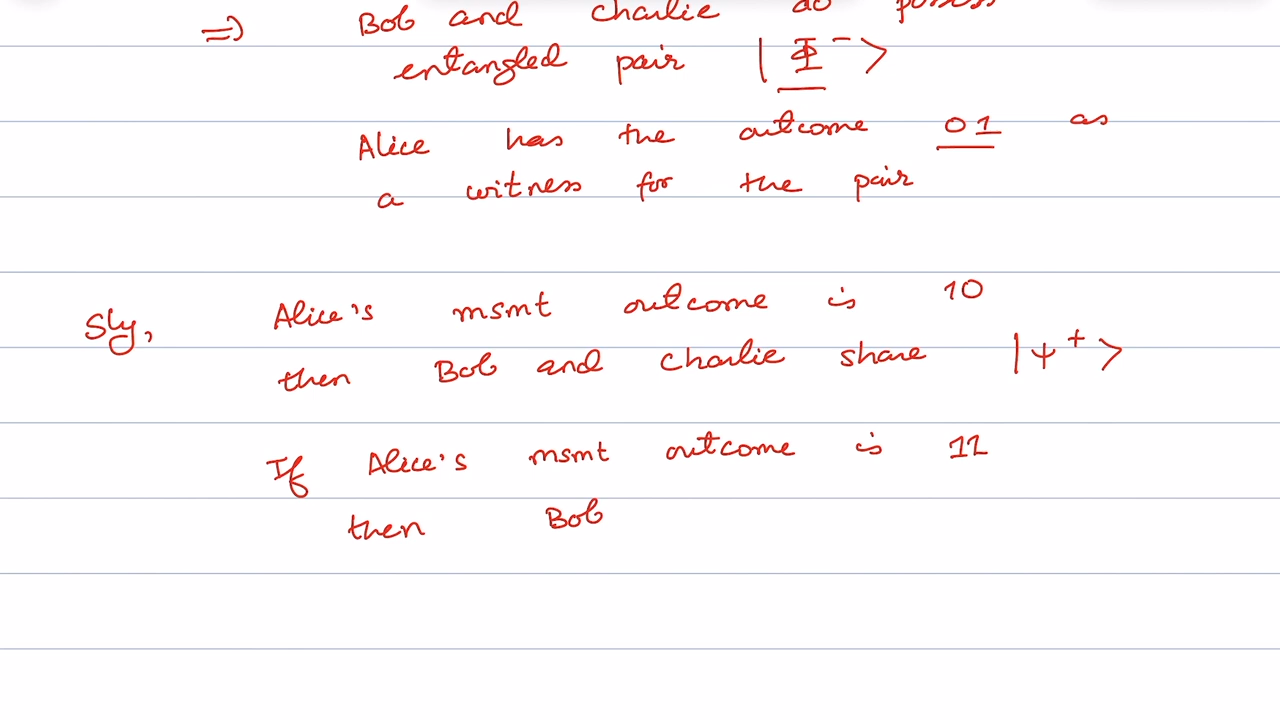 ⇒ Bob and Charlie do possess
entangled pair |Φ⁻>
Alice has the outcome 01 as
a witness for the pair
Sly, Alice's msmt outcome is 10
then Bob and Charlie share |ψ⁺>
If Alice's msmt outcome is 11
then Bob